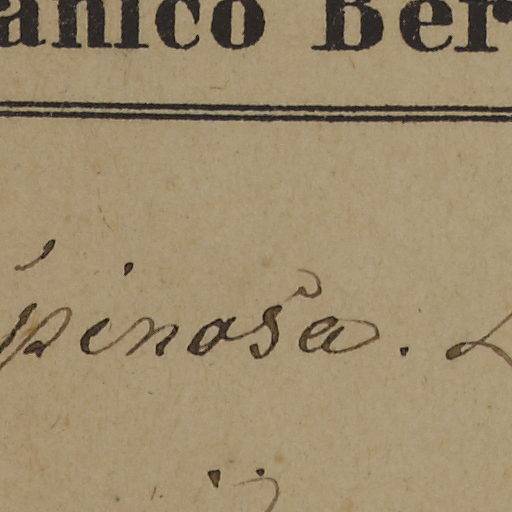 anico Ber
spinosa. L